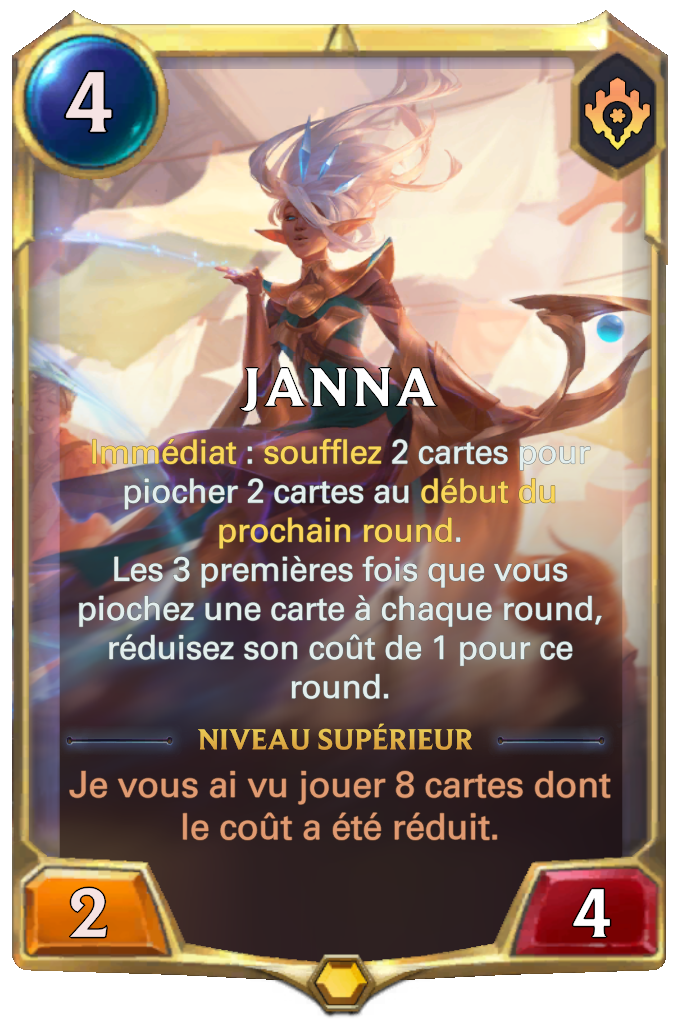 4
JANNA
Immédiat : soufflez 2 cartes pour
piocher 2 cartes au début du
prochain round.
Les 3 premières fois que vous
piochez une carte à chaque round,
réduisez son coût de 1 pour ce
round.
NIVEAU SUPÉRIEUR
Je vous ai vu jouer 8 cartes dont
le coût a été réduit.
2
4